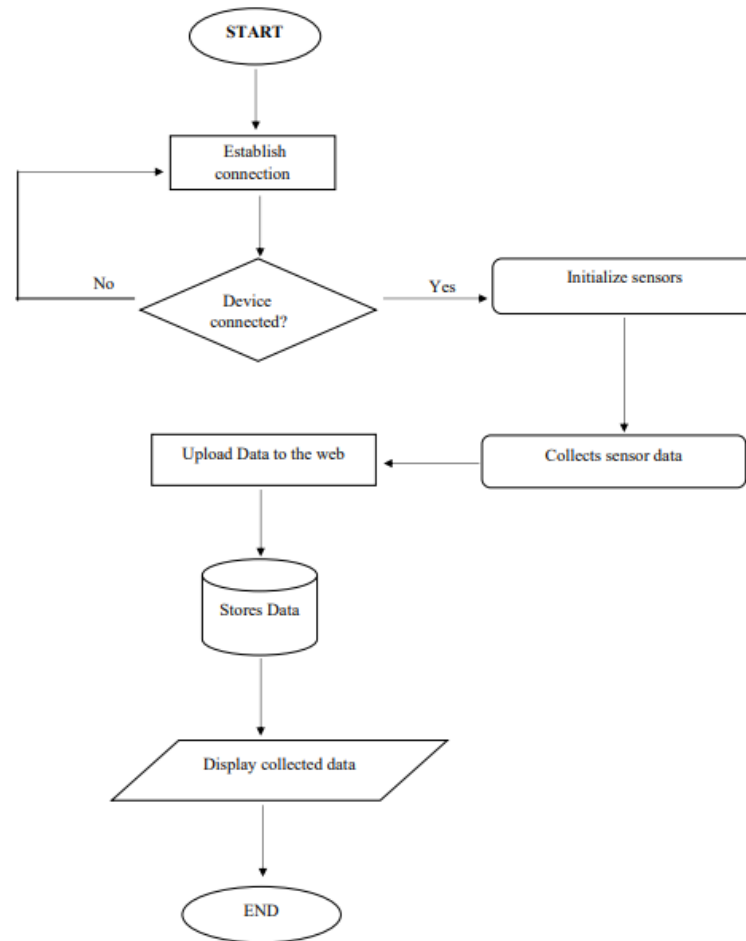 START
Establish
connection
No
Device
connected?
Yes
Initialize sensors
Upload Data to the web
Collects sensor data
Stores Data
Display collected data
END